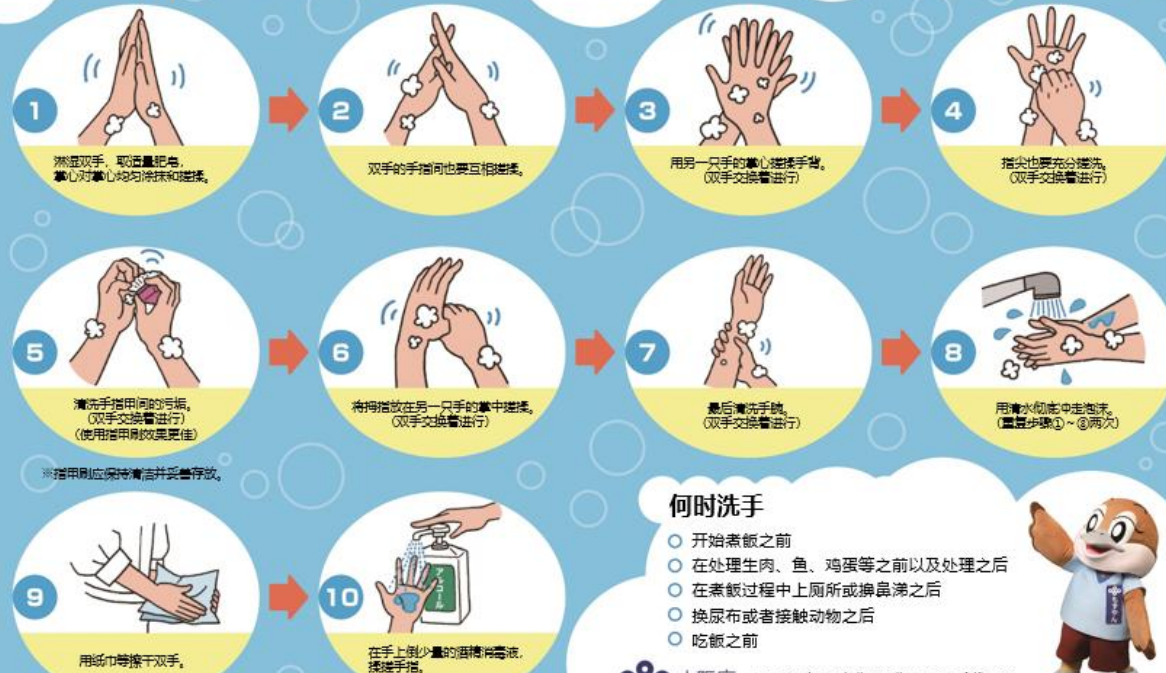 1
淋湿双手，取适量肥皂，
掌心对掌心均匀涂抹和搓揉。
2
双手的手指间也要互相搓揉。
3
用另一只手的掌心搓揉手背。
（双手交换着进行）
4
指尖也要充分搓洗。
（双手交换着进行）
5
清洗手指甲间的污垢。
（双手交换着进行）
（使用指甲刷效果更佳）
※指甲刷应保持清洁并妥善存放。
6
将拇指放在另一只手的掌中搓揉。
（双手交换着进行）
7
最后清洗手腕。
（双手交换着进行）
8
用清水彻底冲走泡沫。
（重复步骤①～⑧两次）
9
用纸巾等擦干双手。
10
アルコール
在手上倒少量的酒精消毒液，
揉搓手指。
何时洗手
开始煮飯之前
在处理生肉、鱼、鸡蛋等之前以及处理之后
在煮飯过程中上厕所或擤鼻涕之后
换尿布或者接触动物之后
吃飯之前